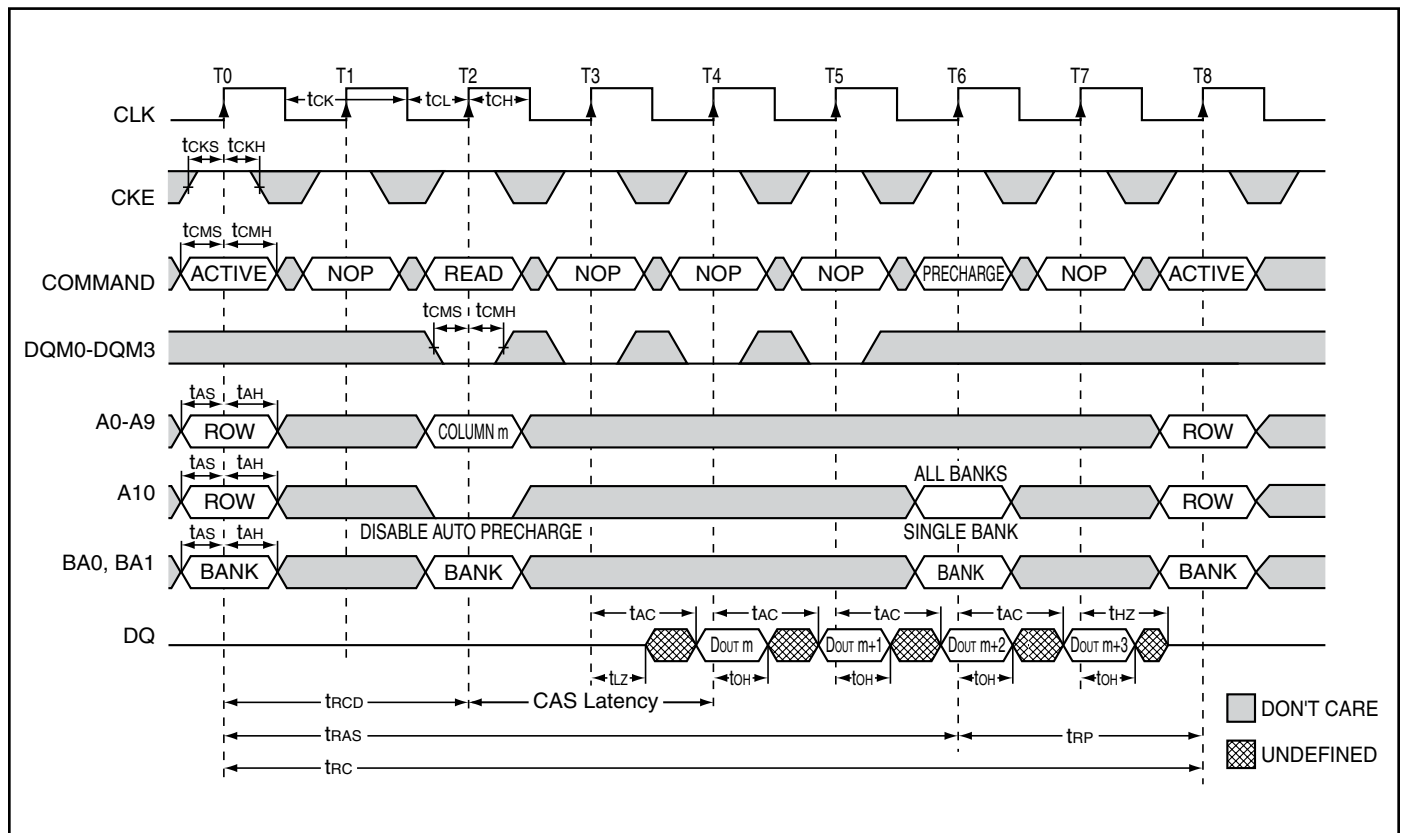 T0 T1 T2 T3 T4 T5 T6 T7 T8
CLK tCK tCL tCH
tCKS tCKH
CKE
tCMS tCMH
COMMAND ACTIVE NOP READ NOP NOP NOP PRECHARGE NOP ACTIVE
tCMS tCMH
DQM0-DQM3
tAS tAH
A0-A9 ROW COLUMN m ROW
tAS tAH ALL BANKS
A10 ROW ROW
DISABLE AUTO PRECHARGE SINGLE BANK
tAS tAH
BA0, BA1 BANK BANK BANK BANK
tAC tAC tAC tAC tHZ
DQ DOUT m DOUT m+1 DOUT m+2 DOUT m+3
tLZ tOH tOH tOH tOH
tRCD CAS Latency
DON'T CARE
tRAS tRP
UNDEFINED
tRC